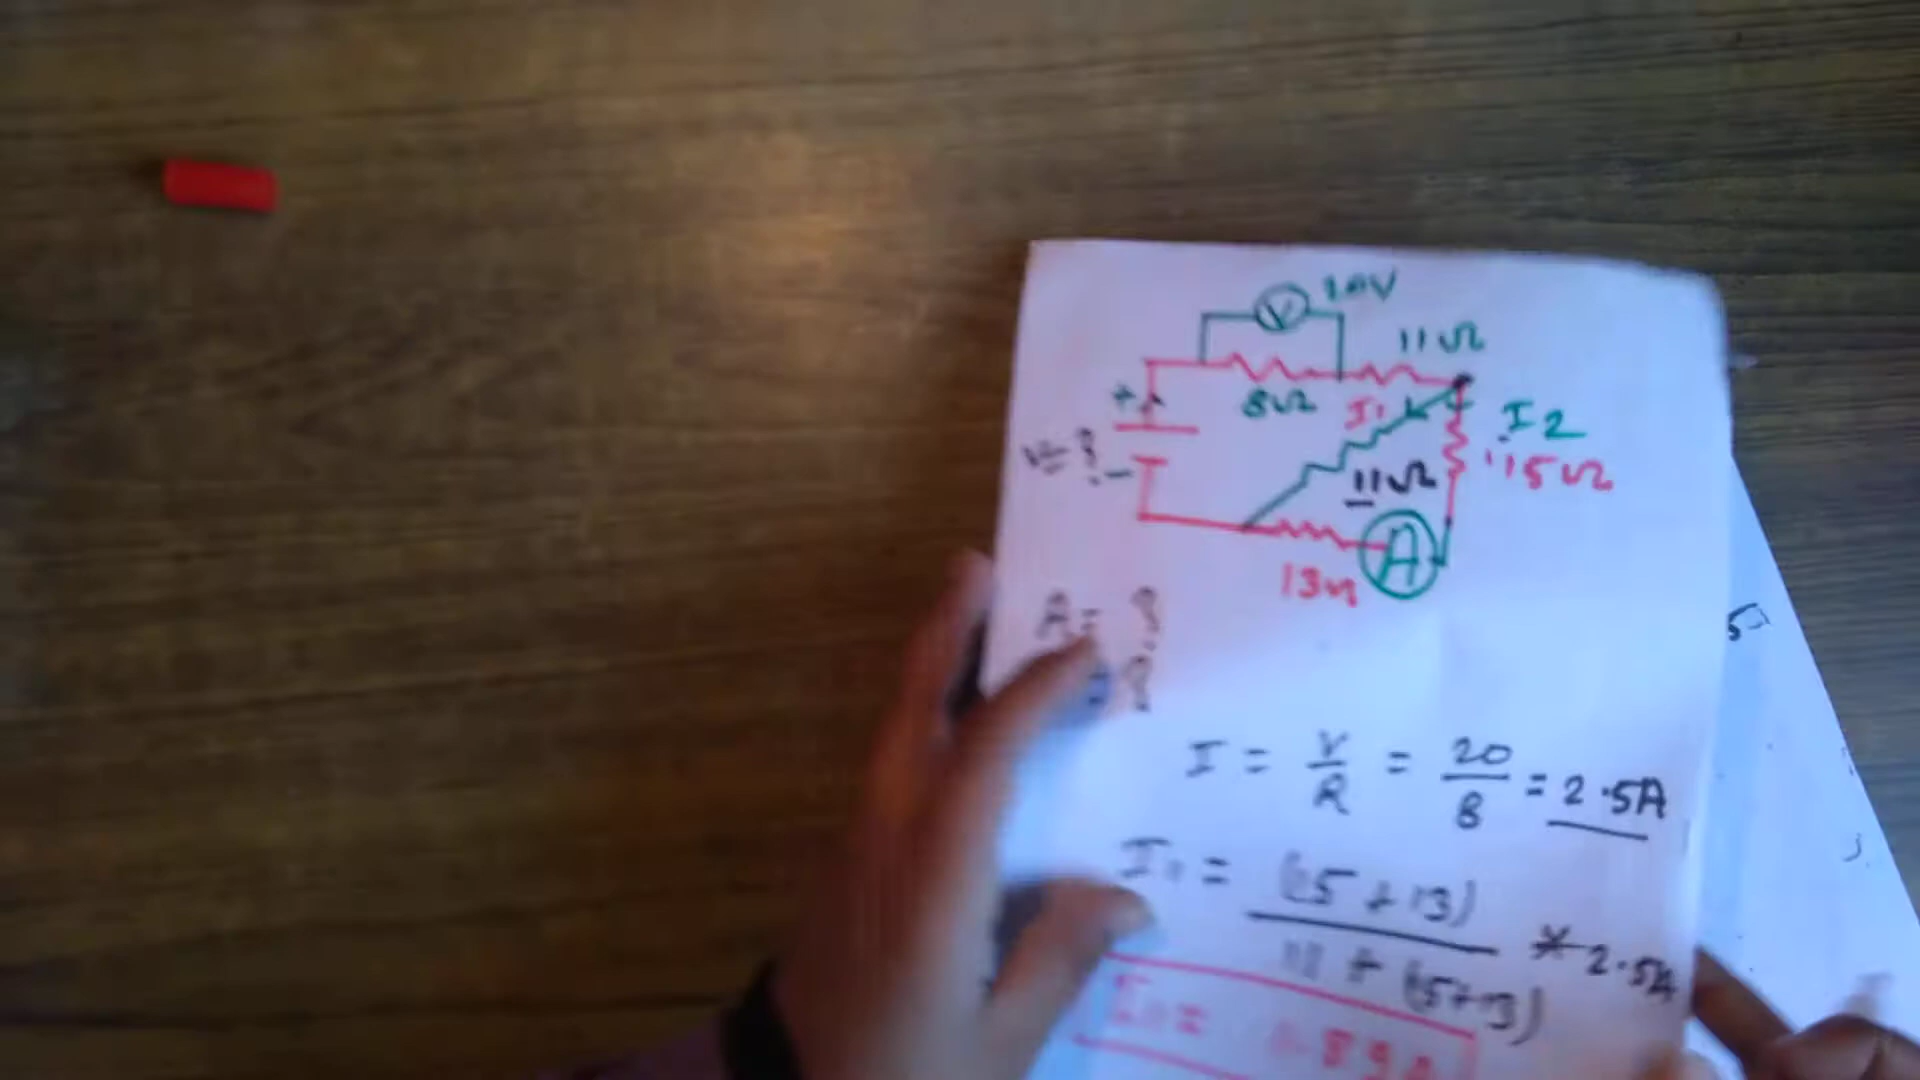 V
11Ω
+
8Ω
I1
I2
V=?
-
11Ω
15Ω
A
13Ω
A= ?
= ?
I = V/R = 20/8 = 2.5A
I1 = (15+13)/11+(15+13) * 2.5A